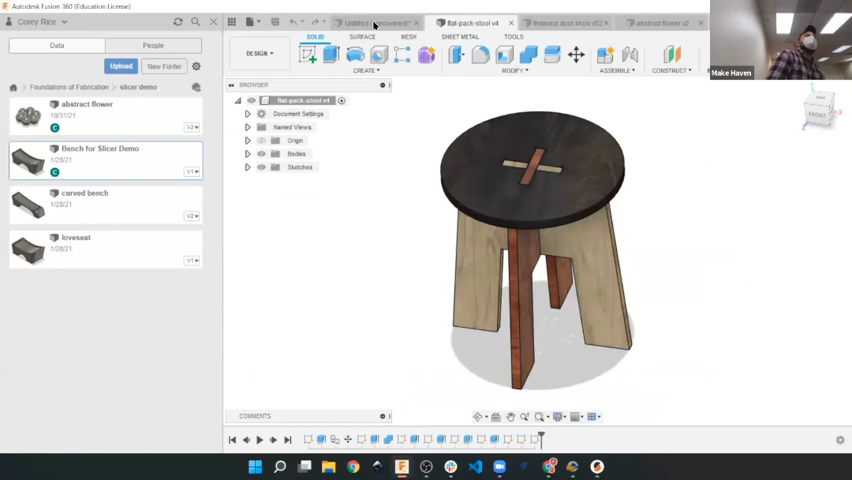 Autodesk Fusion 360 (Education License)
Corey Rice
flat-pack-stool v4
abstract flower v2
Data
People
SOLID
SURFACE
MESH
SHEET METAL
TOOLS
DESIGN
Upload
New Folder
CREATE
MODIFY
ASSEMBLE
CONSTRUCT
Make Haven
Foundations of Fabrication
slicer demo
BROWSER
abstract flower
10/31/21
V2
flat-pack-stool v4
Document Settings
Named Views
Origin
Bodies
Sketches
FRONT
Bench for Slicer Demo
1/28/21
V1
curved bench
1/28/21
V2
loveseat
1/28/21
V1
COMMENTS